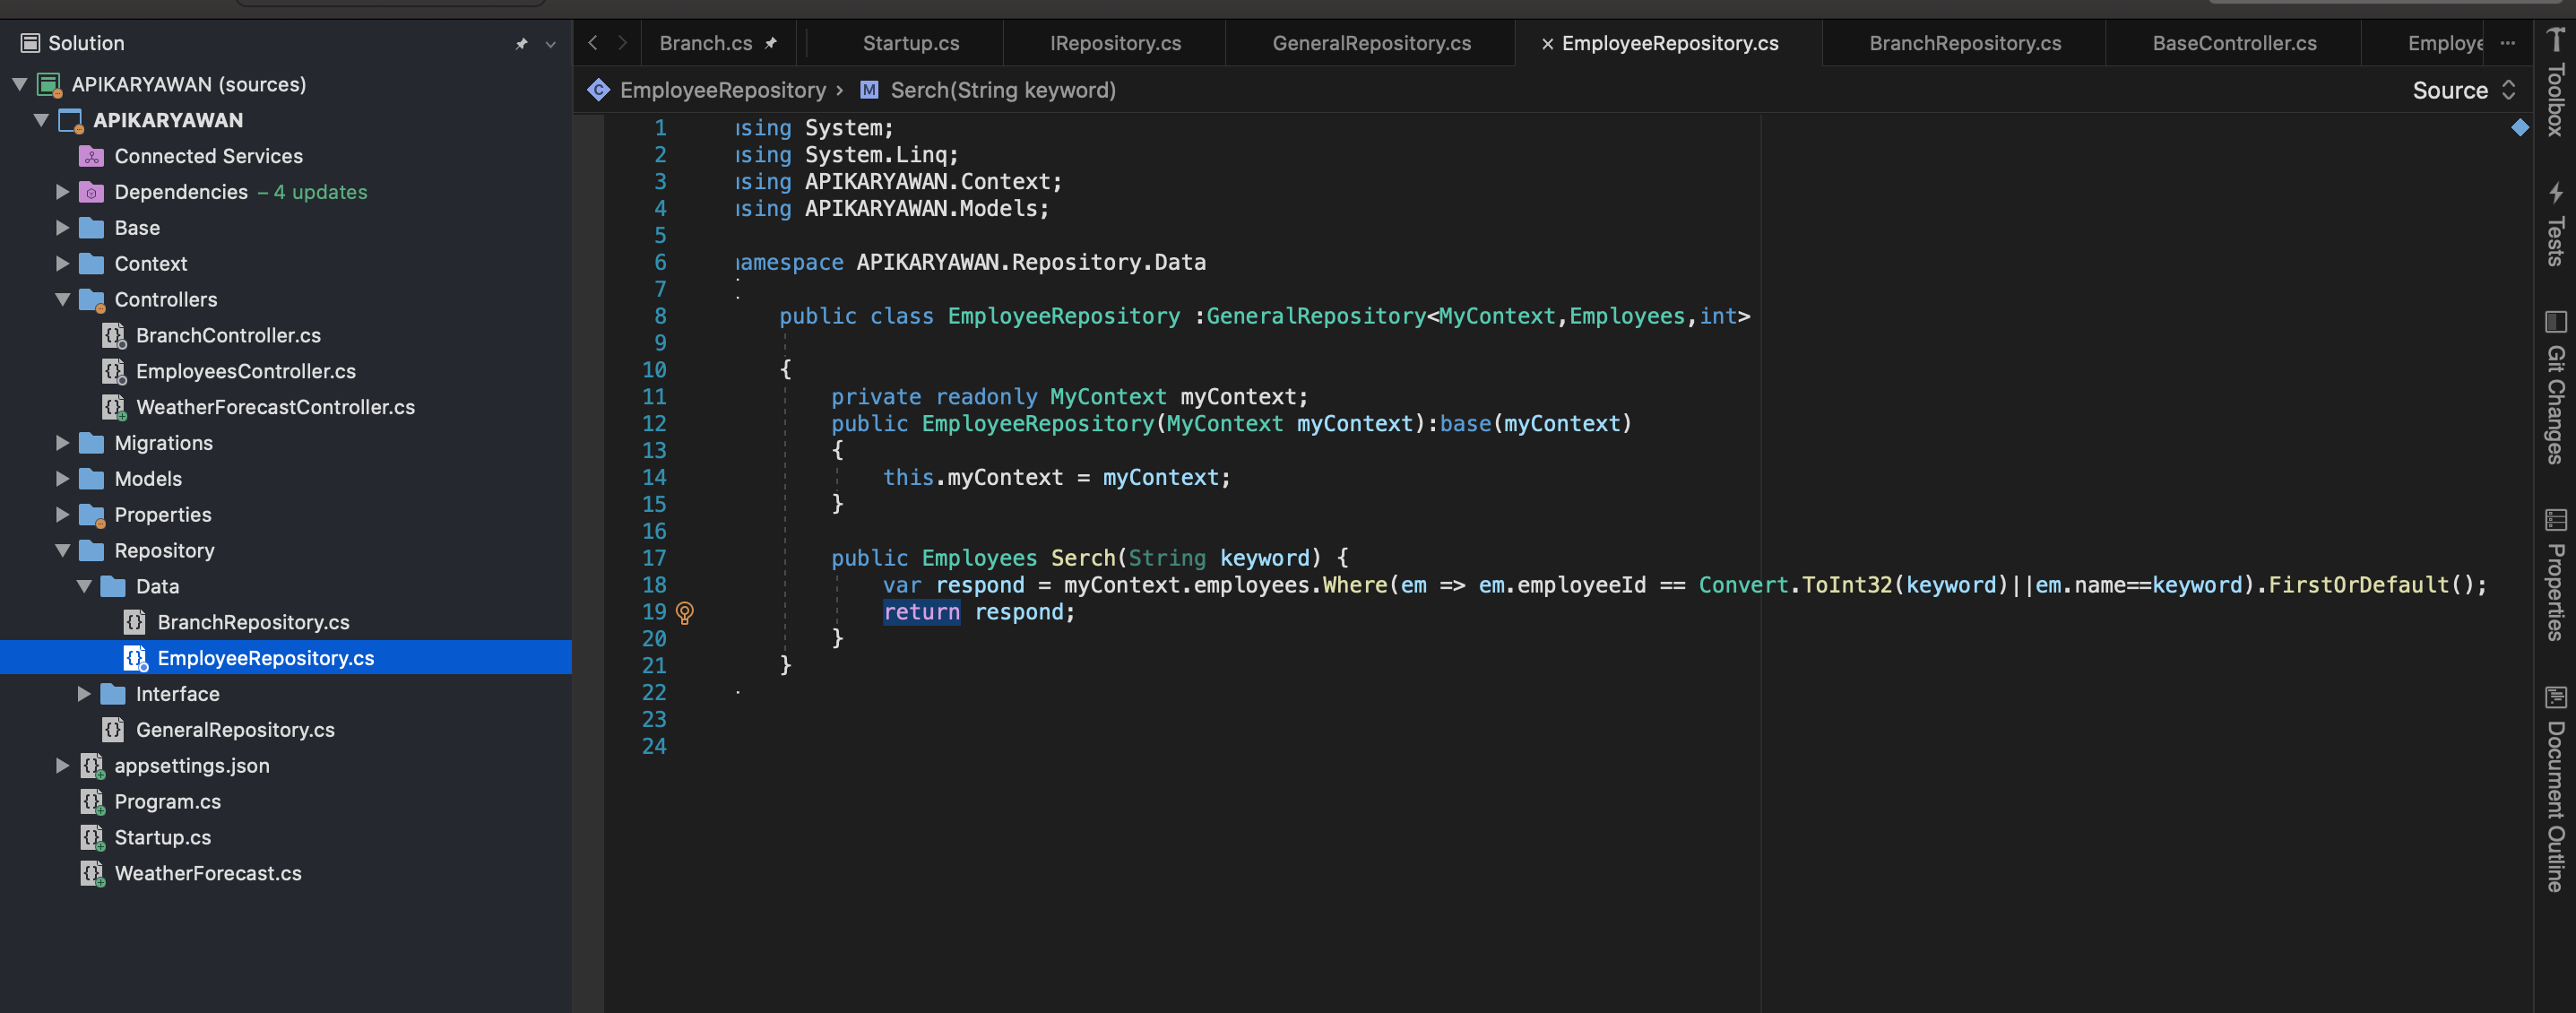 Solution
APIKARYAWAN (sources)
APIKARYAWAN
Connected Services
Dependencies – 4 updates
Base
Context
Controllers
BranchController.cs
EmployeesController.cs
WeatherForecastController.cs
Migrations
Models
Properties
Repository
Data
BranchRepository.cs
EmployeeRepository.cs
Interface
GeneralRepository.cs
appsettings.json
Program.cs
Startup.cs
WeatherForecast.cs
Branch.cs Startup.cs IRepository.cs GeneralRepository.cs × EmployeeRepository.cs BranchRepository.cs BaseController.cs Employe ...
C EmployeeRepository › M Serch(String keyword) Source
1 using System;
2 using System.Linq;
3 using APIKARYAWAN.Context;
4 using APIKARYAWAN.Models;
5
6 namespace APIKARYAWAN.Repository.Data
7 {
8 public class EmployeeRepository :GeneralRepository<MyContext,Employees,int>
9
10 {
11 private readonly MyContext myContext;
12 public EmployeeRepository(MyContext myContext):base(myContext)
13 {
14 this.myContext = myContext;
15 }
16
17 public Employees Serch(String keyword) {
18 var respond = myContext.employees.Where(em => em.employeeId == Convert.ToInt32(keyword)||em.name==keyword).FirstOrDefault();
19 return respond;
20 }
21 }
22 }
23
24
Toolbox
Tests
Git Changes
Properties
Document Outline